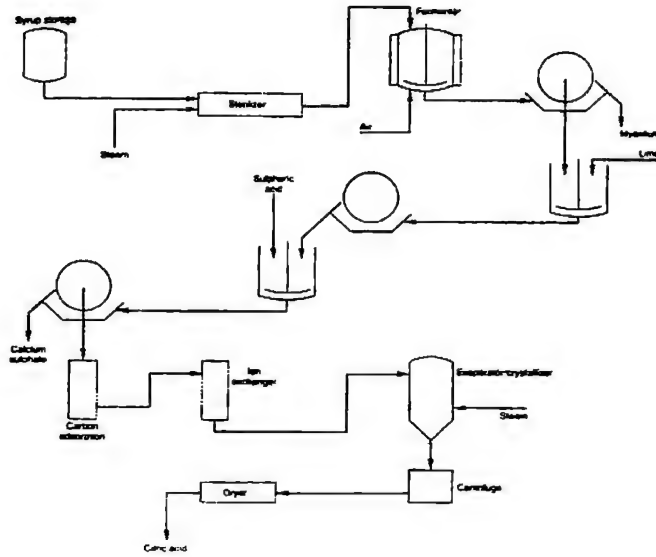 Syrup storage
Fermenter
Sterilizer
Steam
Air
Mycelium
Lime
Sulphuric
acid
Calcium
sulphate
Carbon
adsorption
Ion
exchanger
Evaporator-crystallizer
Steam
Centrifuge
Dryer
Citric acid